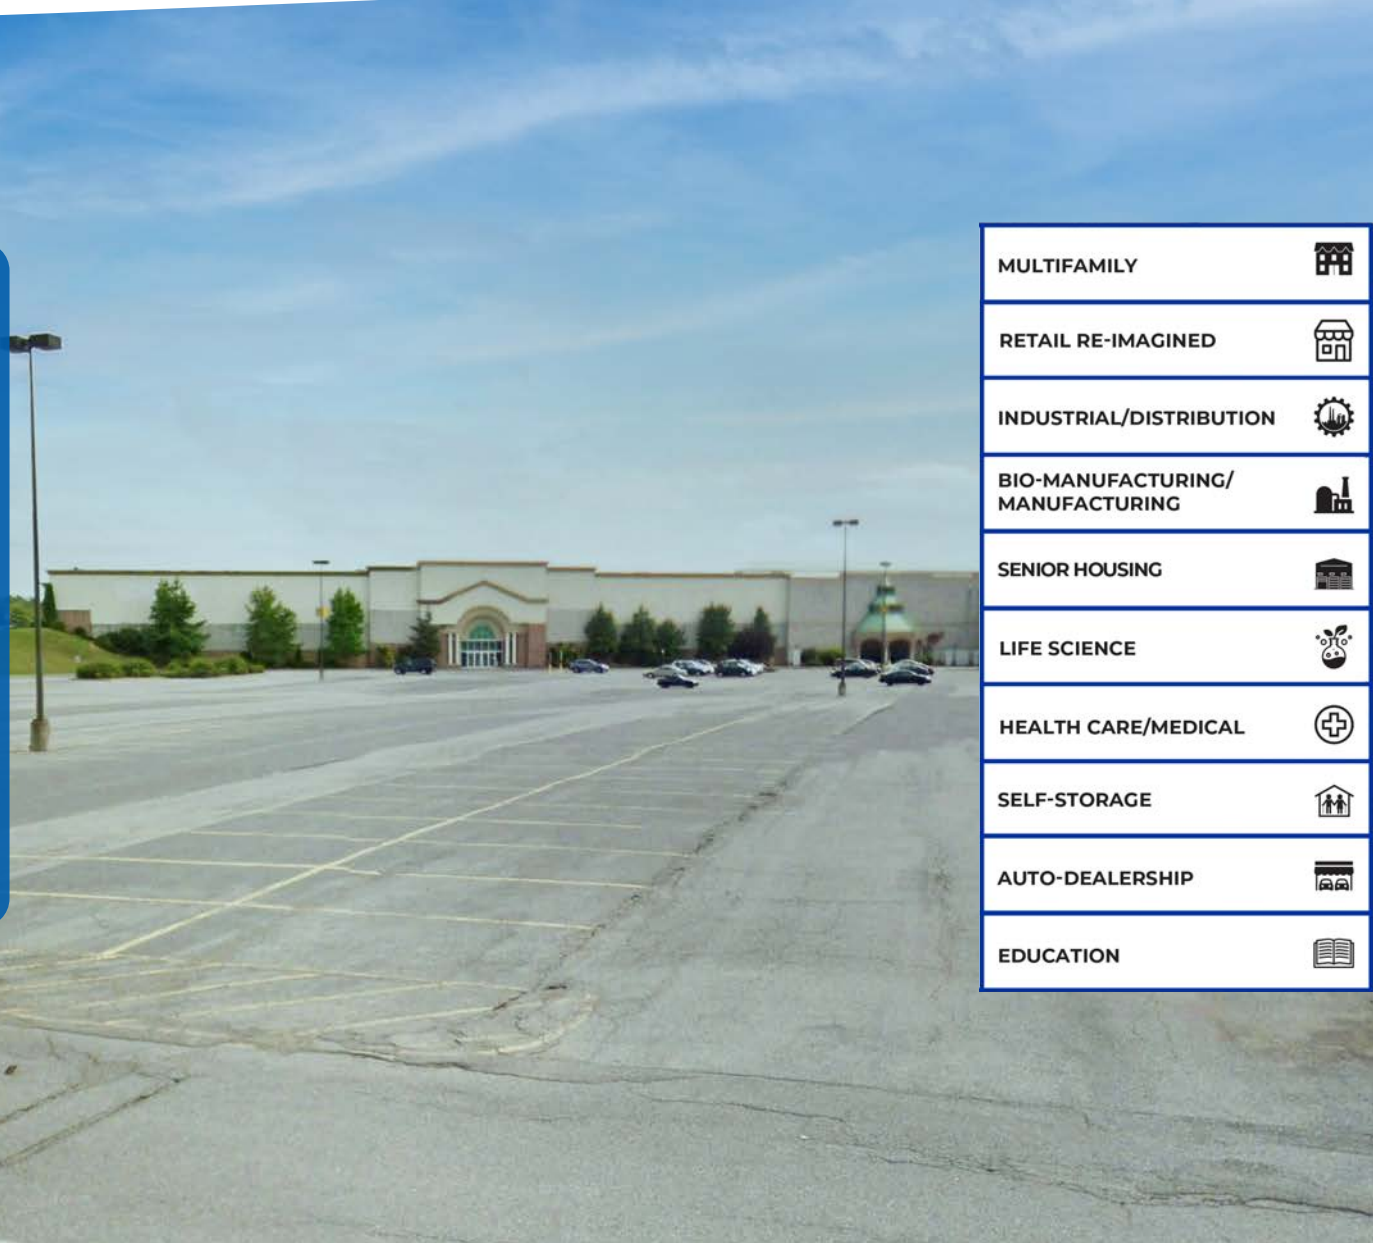 MULTIFAMILY
RETAIL RE-IMAGINED
INDUSTRIAL/DISTRIBUTION
BIO-MANUFACTURING/
MANUFACTURING
SENIOR HOUSING
LIFE SCIENCE
HEALTH CARE/MEDICAL
SELF-STORAGE
AUTO-DEALERSHIP
EDUCATION